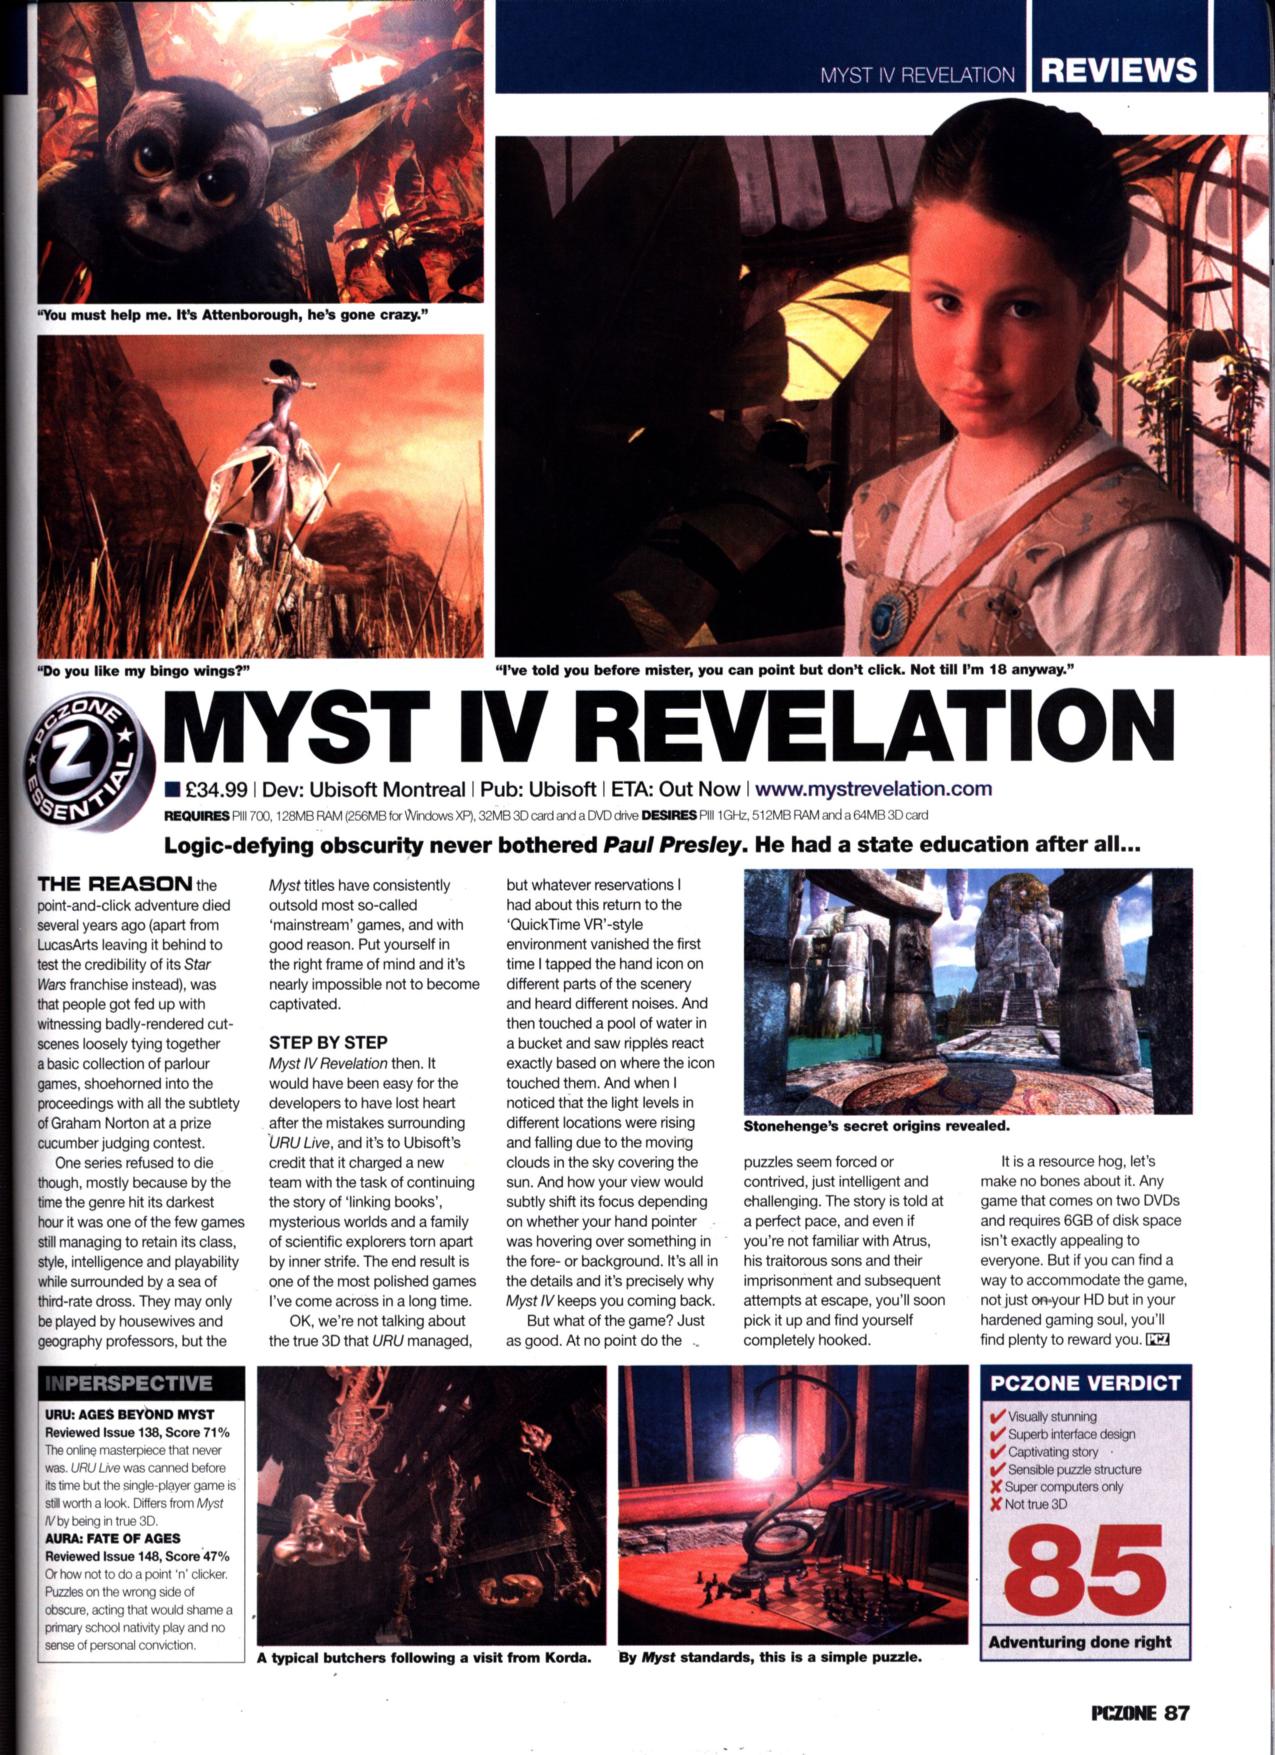 MYST IV REVELATION
REVIEWS
"You must help me. It's Attenborough, he's gone crazy."
"Do you like my bingo wings?"
"I've told you before mister, you can point but don't click. Not till I'm 18 anyway."
PCZONE
Z
ESSENTIAL
MYST IV REVELATION
£34.99 | Dev: Ubisoft Montreal | Pub: Ubisoft | ETA: Out Now | www.mystrevelation.com
REQUIRES PIII 700, 128MB RAM (256MB for Windows XP), 32MB 3D card and a DVD drive DESIRES PIII 1GHz, 512MB RAM and a 64MB 3D card
Logic-defying obscurity never bothered Paul Presley. He had a state education after all...
THE REASON the
point-and-click adventure died
several years ago (apart from
LucasArts leaving it behind to
test the credibility of its Star
Wars franchise instead), was
that people got fed up with
witnessing badly-rendered cut-
scenes loosely tying together
a basic collection of parlour
games, shoehorned into the
proceedings with all the subtlety
of Graham Norton at a prize
cucumber judging contest.
One series refused to die
though, mostly because by the
time the genre hit its darkest
hour it was one of the few games
still managing to retain its class,
style, intelligence and playability
while surrounded by a sea of
third-rate dross. They may only
be played by housewives and
geography professors, but the
Myst titles have consistently
outsold most so-called
'mainstream' games, and with
good reason. Put yourself in
the right frame of mind and it's
nearly impossible not to become
captivated.
STEP BY STEP
Myst IV Revelation then. It
would have been easy for the
developers to have lost heart
after the mistakes surrounding
URU Live, and it's to Ubisoft's
credit that it charged a new
team with the task of continuing
the story of 'linking books',
mysterious worlds and a family
of scientific explorers torn apart
by inner strife. The end result is
one of the most polished games
I've come across in a long time.
OK, we're not talking about
the true 3D that URU managed,
but whatever reservations I
had about this return to the
'QuickTime VR'-style
environment vanished the first
time I tapped the hand icon on
different parts of the scenery
and heard different noises. And
then touched a pool of water in
a bucket and saw ripples react
exactly based on where the icon
touched them. And when I
noticed that the light levels in
different locations were rising
and falling due to the moving
clouds in the sky covering the
sun. And how your view would
subtly shift its focus depending
on whether your hand pointer
was hovering over something in
the fore- or background. It's all in
the details and it's precisely why
Myst IV keeps you coming back.
But what of the game? Just
as good. At no point do the
Stonehenge's secret origins revealed.
puzzles seem forced or
contrived, just intelligent and
challenging. The story is told at
a perfect pace, and even if
you're not familiar with Atrus,
his traitorous sons and their
imprisonment and subsequent
attempts at escape, you'll soon
pick it up and find yourself
completely hooked.
It is a resource hog, let's
make no bones about it. Any
game that comes on two DVDs
and requires 6GB of disk space
isn't exactly appealing to
everyone. But if you can find a
way to accommodate the game,
not just on your HD but in your
hardened gaming soul, you'll
find plenty to reward you. PCZ
INPERSPECTIVE
URU: AGES BEYOND MYST
Reviewed Issue 138, Score 71%
The online masterpiece that never
was. URU Live was canned before
its time but the single-player game is
still worth a look. Differs from Myst
IV by being in true 3D.
AURA: FATE OF AGES
Reviewed Issue 148, Score 47%
Or how not to do a point 'n' clicker.
Puzzles on the wrong side of
obscure, acting that would shame a
primary school nativity play and no
sense of personal conviction.
A typical butchers following a visit from Korda.
By Myst standards, this is a simple puzzle.
PCZONE VERDICT
✓ Visually stunning
✓ Superb interface design
✓ Captivating story
✓ Sensible puzzle structure
✗ Super computers only
✗ Not true 3D
85
Adventuring done right
PCZONE 87